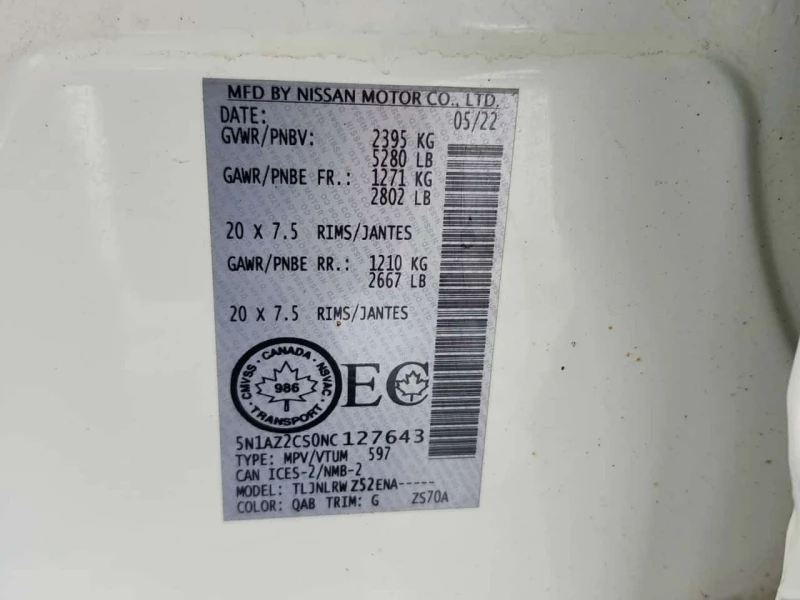 MFD BY NISSAN MOTOR CO., LTD.
DATE: 05/22
GVWR/PNBV: 2395 KG
5280 LB
GAWR/PNBE FR.: 1271 KG
2802 LB
20 X 7.5 RIMS/JANTES
GAWR/PNBE RR.: 1210 KG
2667 LB
20 X 7.5 RIMS/JANTES
CANADA
CMVSS 986 NSVAC
TRANSPORT
EC
5N1AZ2CS0NC127643
TYPE: MPV/VTUM 597
CAN ICES-2/NMB-2
MODEL: TLJNLRW Z52ENA-----
COLOR: QAB TRIM: G ZS70A